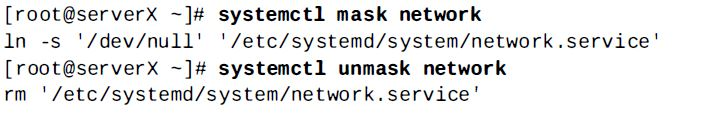 [root@serverX ~]# systemctl mask network
ln -s '/dev/null' '/etc/systemd/system/network.service'
[root@serverX ~]# systemctl unmask network
rm '/etc/systemd/system/network.service'